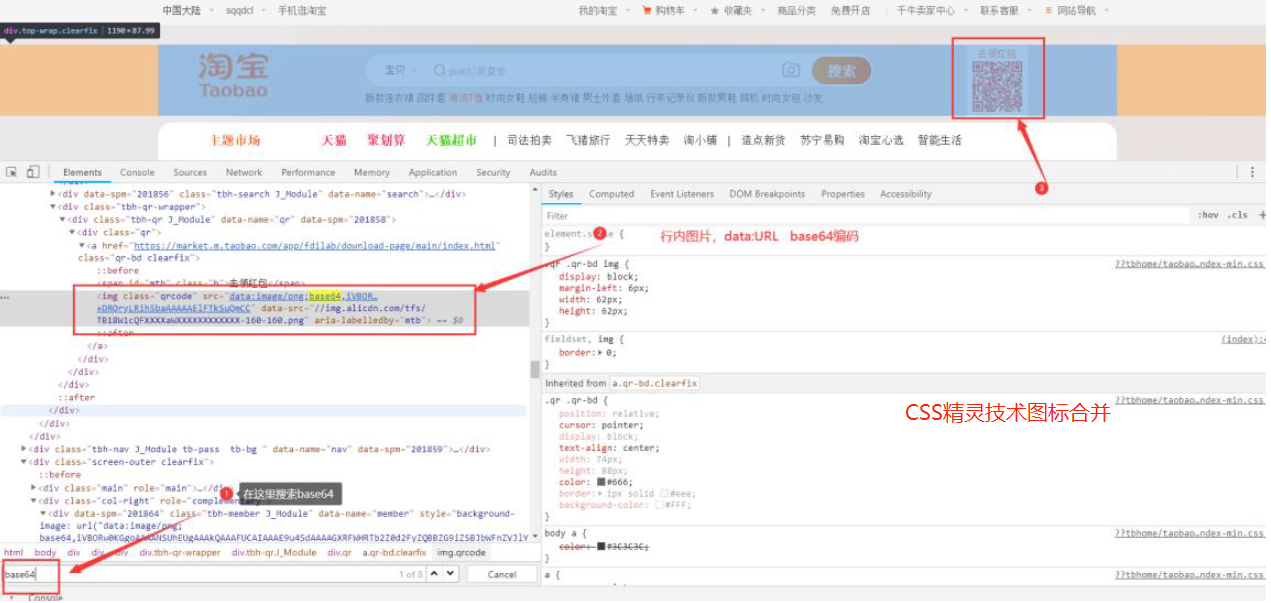 中国大陆 sqqdcl 手机逛淘宝 我的淘宝 购物车 收藏夹 商品分类 免费开店 千牛卖家中心 联系客服 网站导航
div.top-wrap.clearfix 1190×87.99
去领红包
淘宝
Taobao
宝贝 搜索
新款连衣裙 四件套 潮流T恤 时尚女鞋 短裤 半身裙 男士外套 墙纸 行车记录仪 新款男鞋 耳机 时尚女包 沙发
主题市场 天猫 聚划算 天猫超市 | 司法拍卖 飞猪旅行 天天特卖 淘小铺 | 造点新货 苏宁易购 淘宝心选 智能生活
3
Elements Console Sources Network Performance Memory Application Security Audits
<div data-spm="201856" class="tbh-search J_Module" data-name="search">…</div>
<div class="tbh-qr-wrapper">
<div class="tbh-qr J_Module" data-name="qr" data-spm="201858">
<div class="qr">
<a href="https://market.m.taobao.com/app/fdilab/download-page/main/index.html"
class="qr-bd clearfix">
::before
<span id="mtb" class="h">去领红包</span>
<img class="qrcode" src="data:image/png;base64,iVBOR…
+DRQryLRihSbaAAAAAElFTkSuQmCC" data-src="//img.alicdn.com/tfs/
TB18W1cQFXXXXaWXXXXXXXXXXXX-160-160.png" aria-labelledby="mtb"> == $0
::after
</a>
</div>
</div>
</div>
::after
</div>
</div>
</div>
<div class="tbh-nav J_Module tb-pass tb-bg " data-name="nav" data-spm="201859">…</div>
<div class="screen-outer clearfix">
::before
<div class="main" role="main">…</div>
<div class="col-right" role="complementary">
1 在这里搜索base64
<div data-spm="201864" class="tbh-member J_Module" data-name="member" style="background-
image: url("data:image/png;
html body div div div div.tbh-qr-wrapper div.tbh-qr.J_Module div.qr a.qr-bd.clearfix img.qrcode
base64 1 of 8 Cancel
Console
Styles Computed Event Listeners DOM Breakpoints Properties Accessibility
Filter :hov .cls +
element.style {
2 行内图片，data:URL base64编码
}
.qr .qr-bd img { ??tbhome/taobao…ndex-min.css
display: block;
margin-left: 6px;
width: 62px;
height: 62px;
}
fieldset, img { (index):
border: 0;
}
Inherited from a.qr-bd.clearfix
.qr .qr-bd { ??tbhome/taobao…ndex-min.css
position: relative;
cursor: pointer;
display: block;
text-align: center;
width: 74px;
height: 88px;
color: #666;
border: 1px solid #eee;
background-color: #FFF;
}
CSS精灵技术图标合并
body a { ??tbhome/taobao…ndex-min.css
color: #3C3C3C;
}
a { ??tbhome/taobao…ndex-min.css